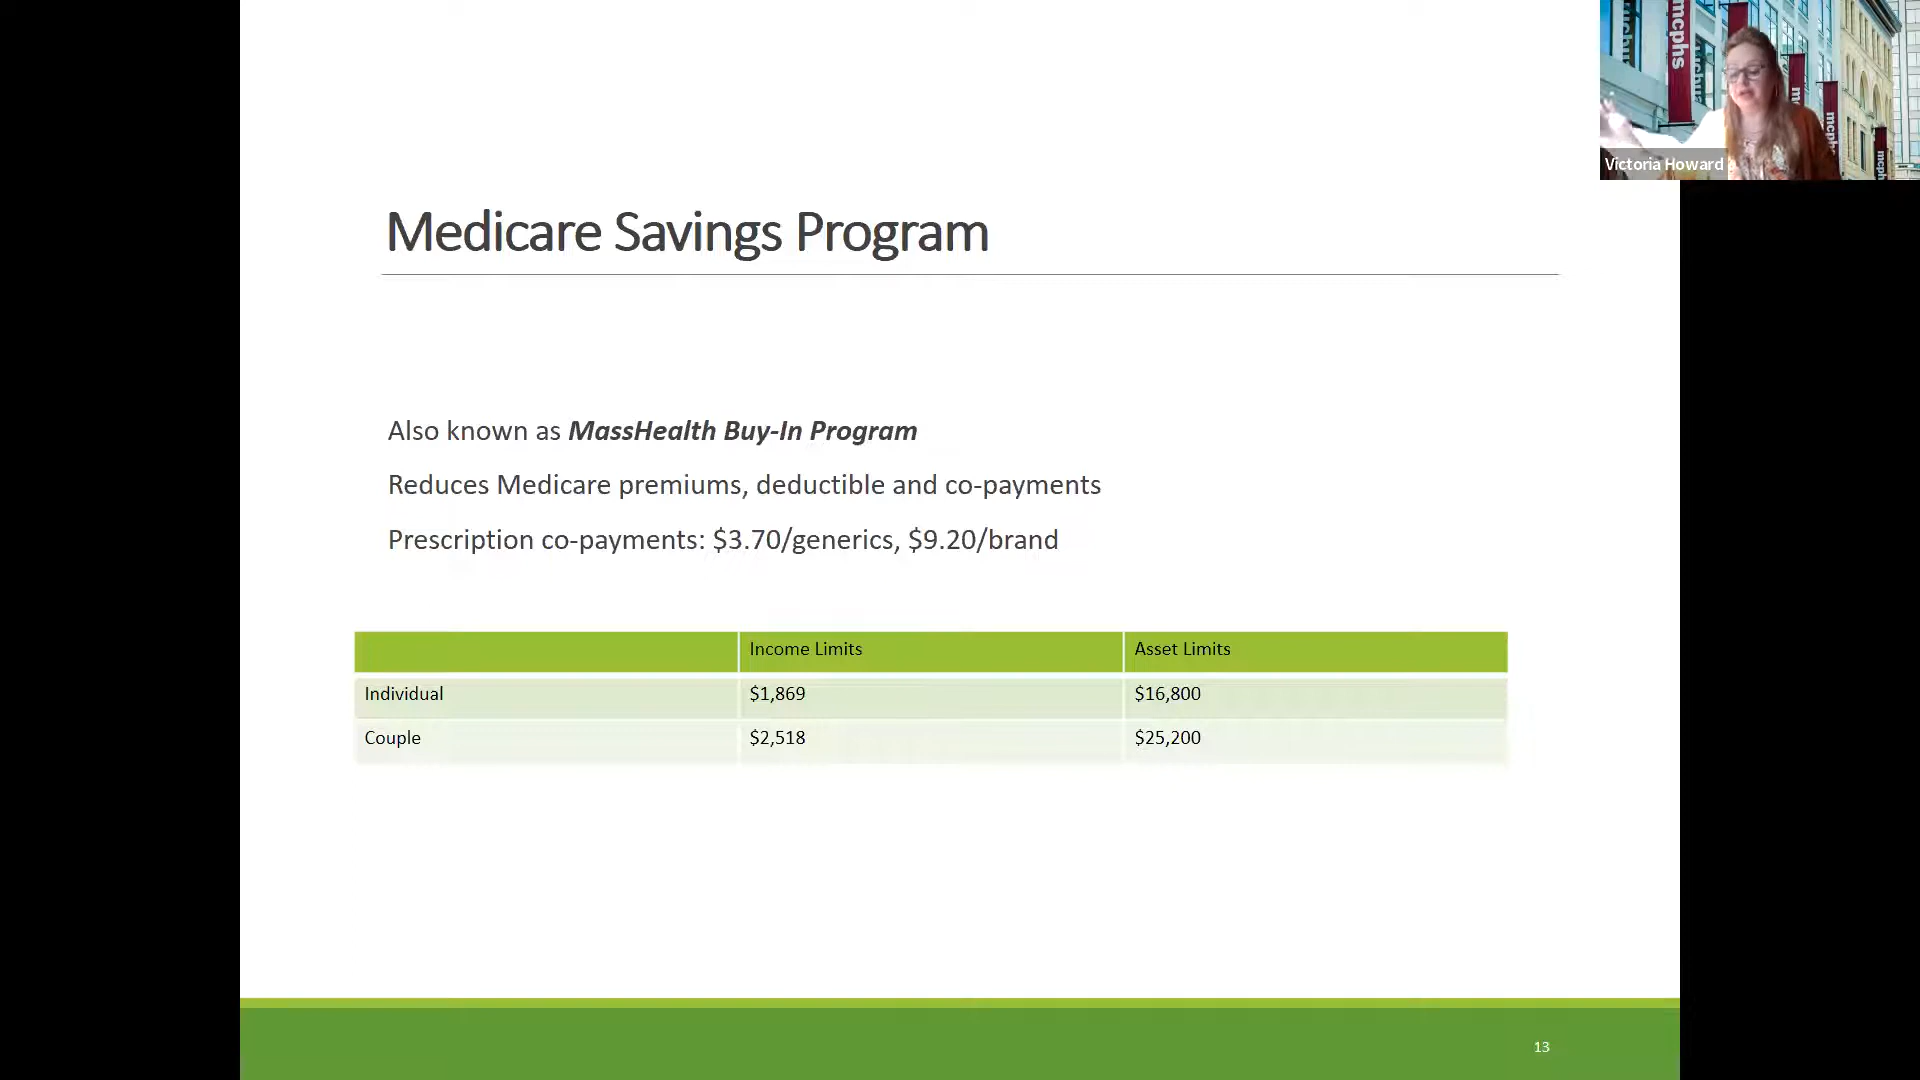 mcphs
Victoria Howard
Medicare Savings Program
Also known as MassHealth Buy-In Program
Reduces Medicare premiums, deductible and co-payments
Prescription co-payments: $3.70/generics, $9.20/brand
Income Limits Asset Limits
Individual $1,869 $16,800
Couple $2,518 $25,200
13